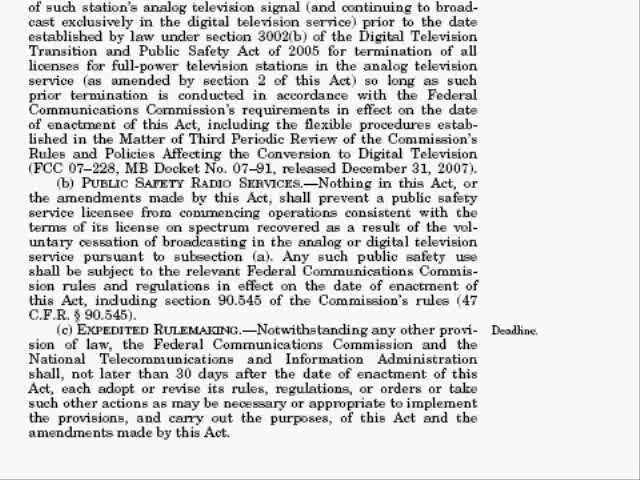 of such station's analog television signal (and continuing to broad-
cast exclusively in the digital television service) prior to the date
established by law under section 3002(b) of the Digital Television
Transition and Public Safety Act of 2005 for termination of all
licenses for full-power television stations in the analog television
service (as amended by section 2 of this Act) so long as such
prior termination is conducted in accordance with the Federal
Communications Commission's requirements in effect on the date
of enactment of this Act, including the flexible procedures estab-
lished in the Matter of Third Periodic Review of the Commission's
Rules and Policies Affecting the Conversion to Digital Television
(FCC 07–228, MB Docket No. 07–91, released December 31, 2007).
(b) PUBLIC SAFETY RADIO SERVICES.—Nothing in this Act, or
the amendments made by this Act, shall prevent a public safety
service licensee from commencing operations consistent with the
terms of its license on spectrum recovered as a result of the vol-
untary cessation of broadcasting in the analog or digital television
service pursuant to subsection (a). Any such public safety use
shall be subject to the relevant Federal Communications Commis-
sion rules and regulations in effect on the date of enactment of
this Act, including section 90.545 of the Commission's rules (47
C.F.R. § 90.545).
(c) EXPEDITED RULEMAKING.—Notwithstanding any other provi-
Deadline.
sion of law, the Federal Communications Commission and the
National Telecommunications and Information Administration
shall, not later than 30 days after the date of enactment of this
Act, each adopt or revise its rules, regulations, or orders or take
such other actions as may be necessary or appropriate to implement
the provisions, and carry out the purposes, of this Act and the
amendments made by this Act.